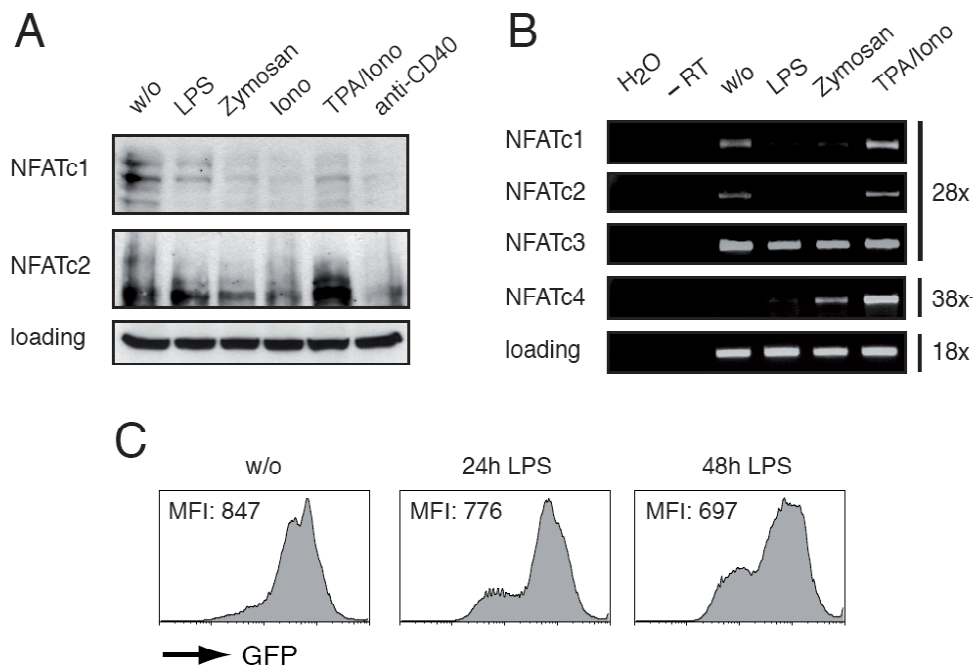 A
w/o LPS Zymosan Iono TPA/Iono anti-CD40
NFATc1
NFATc2
loading
B
H2O –RT w/o LPS Zymosan TPA/Iono
NFATc1
NFATc2
28x
NFATc3
NFATc4
38x
loading
18x
C
w/o
24h LPS
48h LPS
MFI: 847
MFI: 776
MFI: 697
GFP